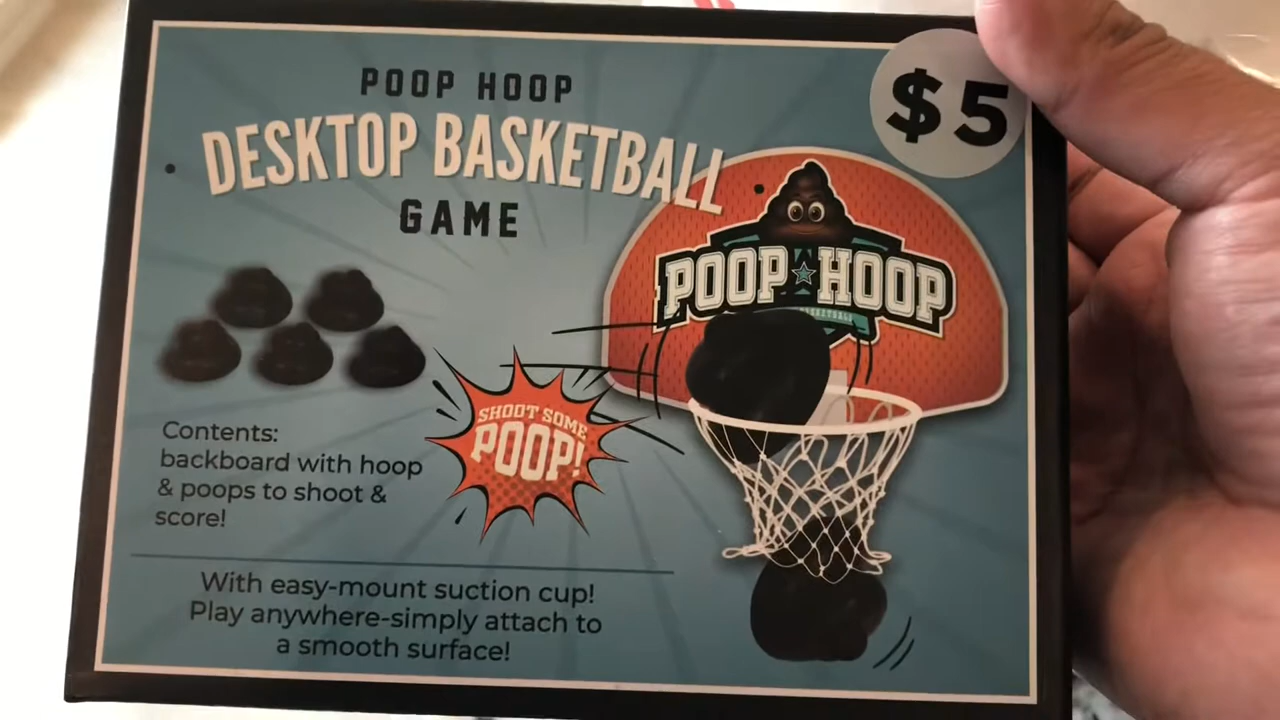 POOP HOOP
DESKTOP BASKETBALL
GAME
$5
POOP HOOP
BASKETBALL
SHOOT SOME
POOP!
Contents:
backboard with hoop
& poops to shoot &
score!
With easy-mount suction cup!
Play anywhere-simply attach to
a smooth surface!